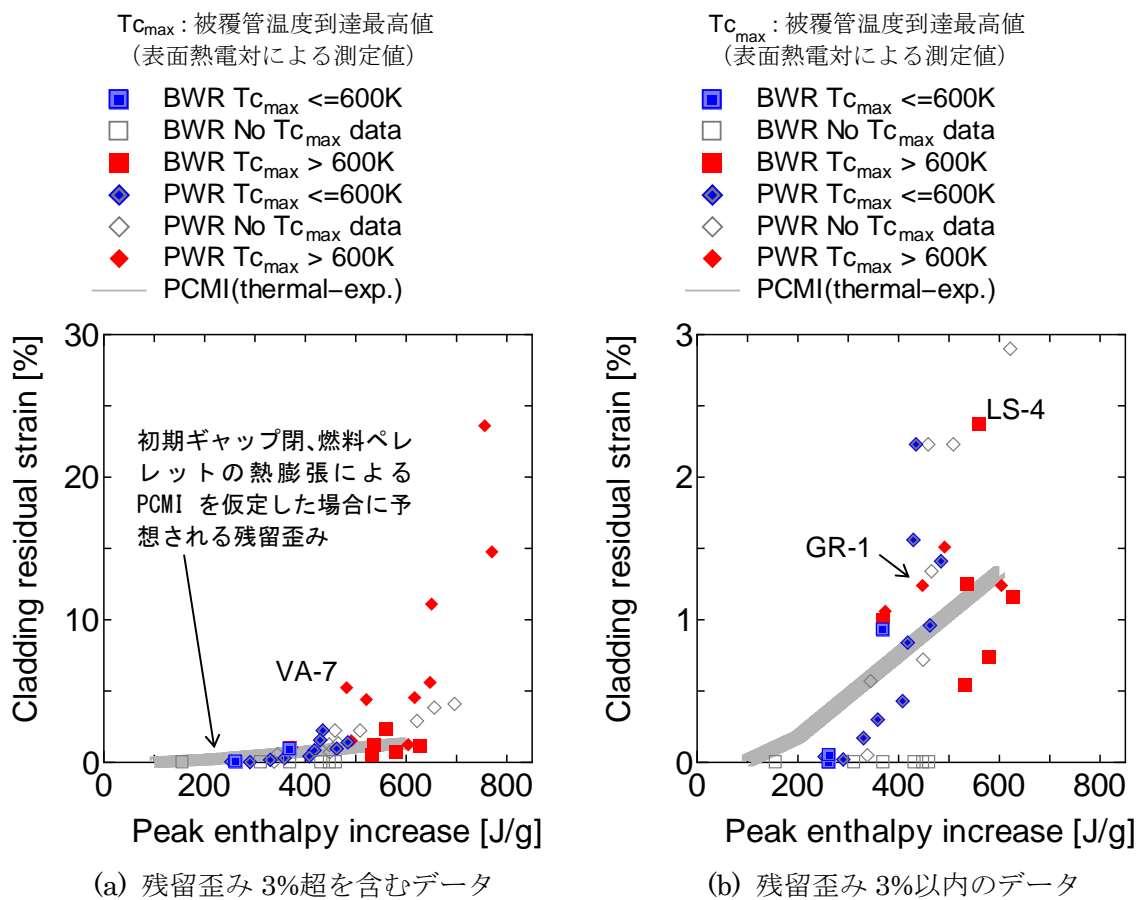 Tcmax : 被覆管温度到達最高値
（表面熱電対による測定値）
BWR Tcmax <=600K
BWR No Tcmax data
BWR Tcmax > 600K
PWR Tcmax <=600K
PWR No Tcmax data
PWR Tcmax > 600K
PCMI(thermal−exp.)
30
20
10
0
Cladding residual strain [%]
初期ギャップ閉、燃料ペレ
レットの熱膨張による
PCMI を仮定した場合に予
想される残留歪み
VA-7
0 200 400 600 800
Peak enthalpy increase [J/g]
(a) 残留歪み 3%超を含むデータ
Tcmax : 被覆管温度到達最高値
（表面熱電対による測定値）
BWR Tcmax <=600K
BWR No Tcmax data
BWR Tcmax > 600K
PWR Tcmax <=600K
PWR No Tcmax data
PWR Tcmax > 600K
PCMI(thermal−exp.)
3
2
1
0
Cladding residual strain [%]
LS-4
GR-1
0 200 400 600 800
Peak enthalpy increase [J/g]
(b) 残留歪み 3%以内のデータ